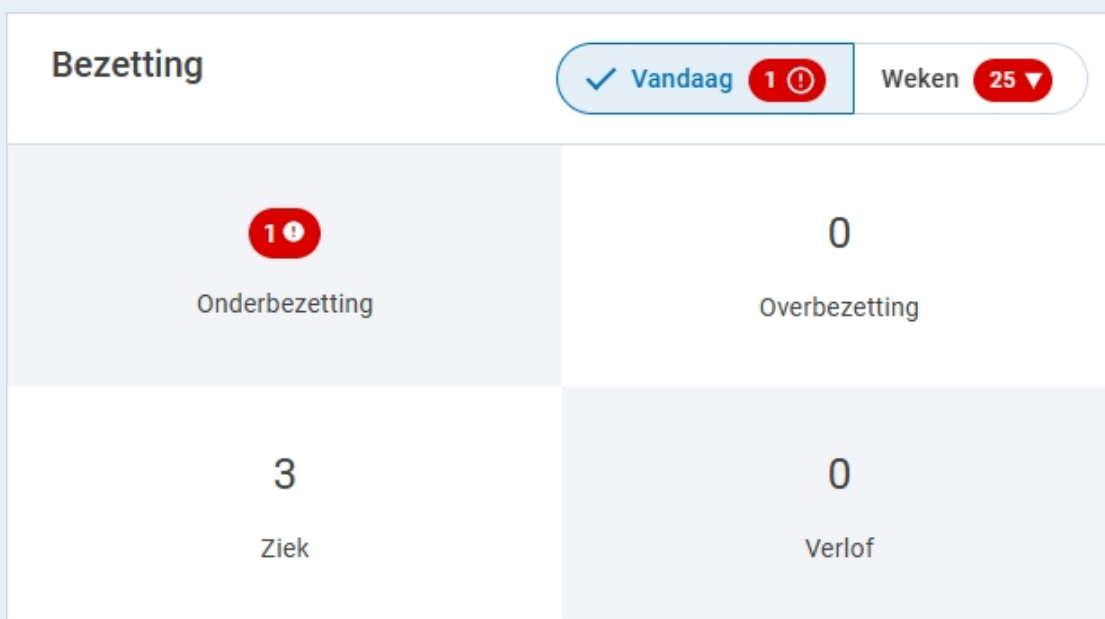 Bezetting
Vandaag 1
Weken 25
1
Onderbezetting
0
Overbezetting
3
Ziek
0
Verlof